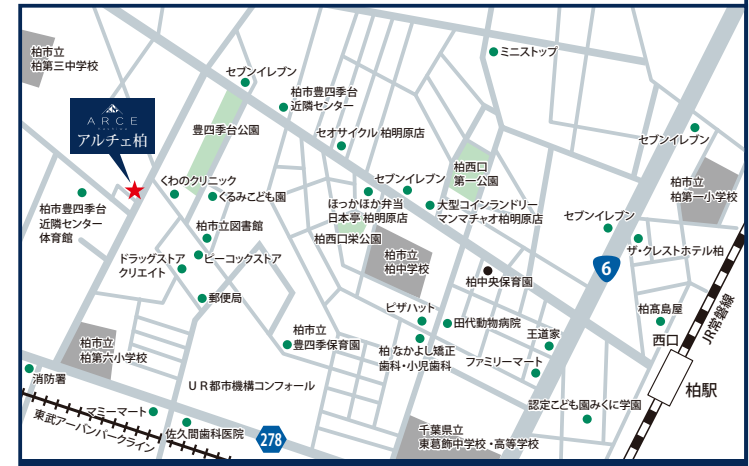 柏市立
柏第三中学校
セブンイレブン
ミニストップ
柏市豊四季台
近隣センター
ARCE
アルチェ柏
豊四季台公園
セオサイクル 柏明原店
セブンイレブン
くわのクリニック
くるみこども園
セブンイレブン
柏西口
第一公園
柏市立
柏第一小学校
柏市豊四季台
近隣センター
体育館
ほっかほか弁当
日本亭 柏明原店
大型コインランドリー
マンマチャオ柏明原店
セブンイレブン
柏市立図書館
柏西口栄公園
ドラッグストア
クリエイト
ピーコックストア
柏市立
柏中学校
ザ・クレストホテル柏
6
柏中央保育園
郵便局
ピザハット
田代動物病院
柏髙島屋
JR常磐線
西口
柏市立
柏第六小学校
柏市立
豊四季保育園
王道家
柏 なかよし矯正
歯科・小児歯科
ファミリーマート
消防署
UR都市機構コンフォール
柏駅
マミーマート
認定こども園みくに学園
東武アーバンパークライン
佐久間歯科医院
278
千葉県立
東葛飾中学校・高等学校